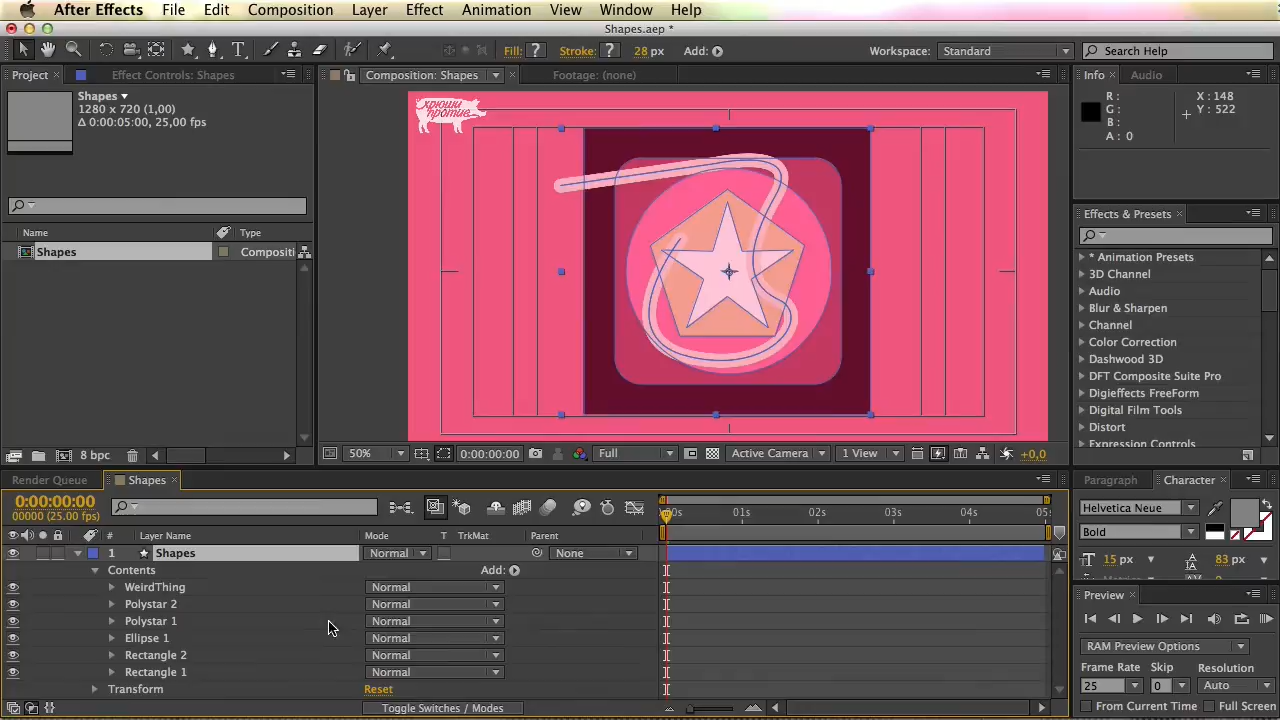 After Effects File Edit Composition Layer Effect Animation View Window Help
Shapes.aep *
Fill: ? Stroke: ? 28 px Add: Workspace: Standard Search Help
Project Effect Controls: Shapes Composition: Shapes Footage: (none) Info Audio
Shapes
1280 x 720 (1,00)
Δ 0:00:05:00, 25,00 fps
хрюши против
R :
G :
B :
A : 0
X : 148
Y : 522
Effects & Presets
Name Type
Shapes Compositi
* Animation Presets
3D Channel
Audio
Blur & Sharpen
Channel
Color Correction
Dashwood 3D
DFT Composite Suite Pro
Digieffects FreeForm
Digital Film Tools
Distort
Expression Controls
8 bpc 50% 0:00:00:00 Full Active Camera 1 View +0,0
Render Queue Shapes Paragraph Character
0:00:00:00
00000 (25.00 fps)
00s 01s 02s 03s 04s 05s
Helvetica Neue
Bold
15 px 83 px
# Layer Name Mode T TrkMat Parent
1 Shapes Normal None
Contents Add:
WeirdThing Normal
Polystar 2 Normal
Polystar 1 Normal
Ellipse 1 Normal
Rectangle 2 Normal
Rectangle 1 Normal
Transform Reset
Toggle Switches / Modes
Preview
RAM Preview Options
Frame Rate Skip Resolution
25 0 Auto
From Current Time Full Screen